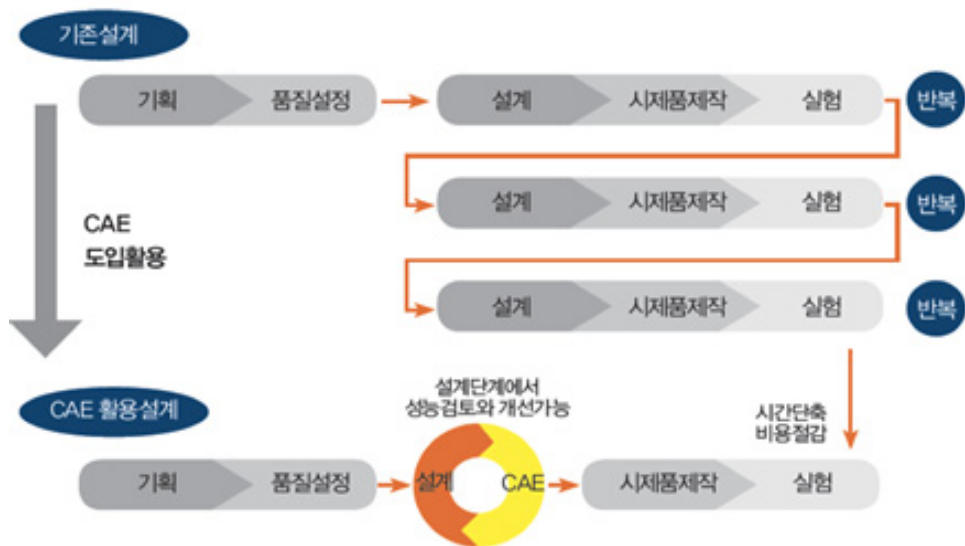 기존설계
기획 품질설정 설계 시제품제작 실험 반복
설계 시제품제작 실험 반복
CAE
도입활용
설계 시제품제작 실험 반복
설계단계에서
성능검토와 개선가능
CAE 활용설계
시간단축
비용절감
기획 품질설정 설계 CAE 시제품제작 실험